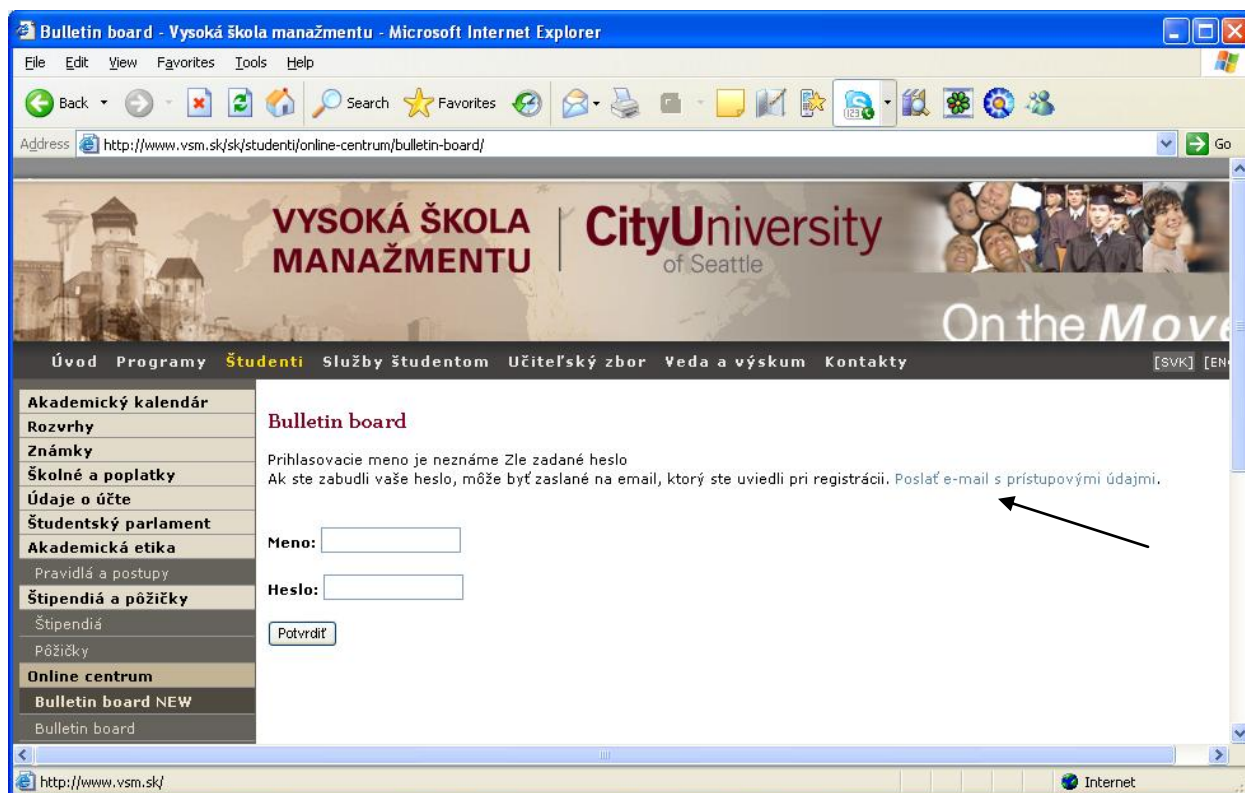 Bulletin board - Vysoká škola manažmentu - Microsoft Internet Explorer
File Edit View Favorites Tools Help
Back Search Favorites
Address http://www.vsm.sk/sk/studenti/online-centrum/bulletin-board/ Go
VYSOKÁ ŠKOLA
MANAŽMENTU
CityUniversity
of Seattle
On the Move
Úvod Programy Študenti Služby študentom Učiteľský zbor Veda a výskum Kontakty [SVK] [EN
Akademický kalendár
Rozvrhy
Známky
Školné a poplatky
Údaje o účte
Študentský parlament
Akademická etika
Pravidlá a postupy
Štipendiá a pôžičky
Štipendiá
Pôžičky
Online centrum
Bulletin board NEW
Bulletin board
Bulletin board
Prihlasovacie meno je neznáme Zle zadané heslo
Ak ste zabudli vaše heslo, môže byť zaslané na email, ktorý ste uviedli pri registrácii. Poslať e-mail s prístupovými údajmi.
Meno:
Heslo:
Potvrdiť
http://www.vsm.sk/ Internet